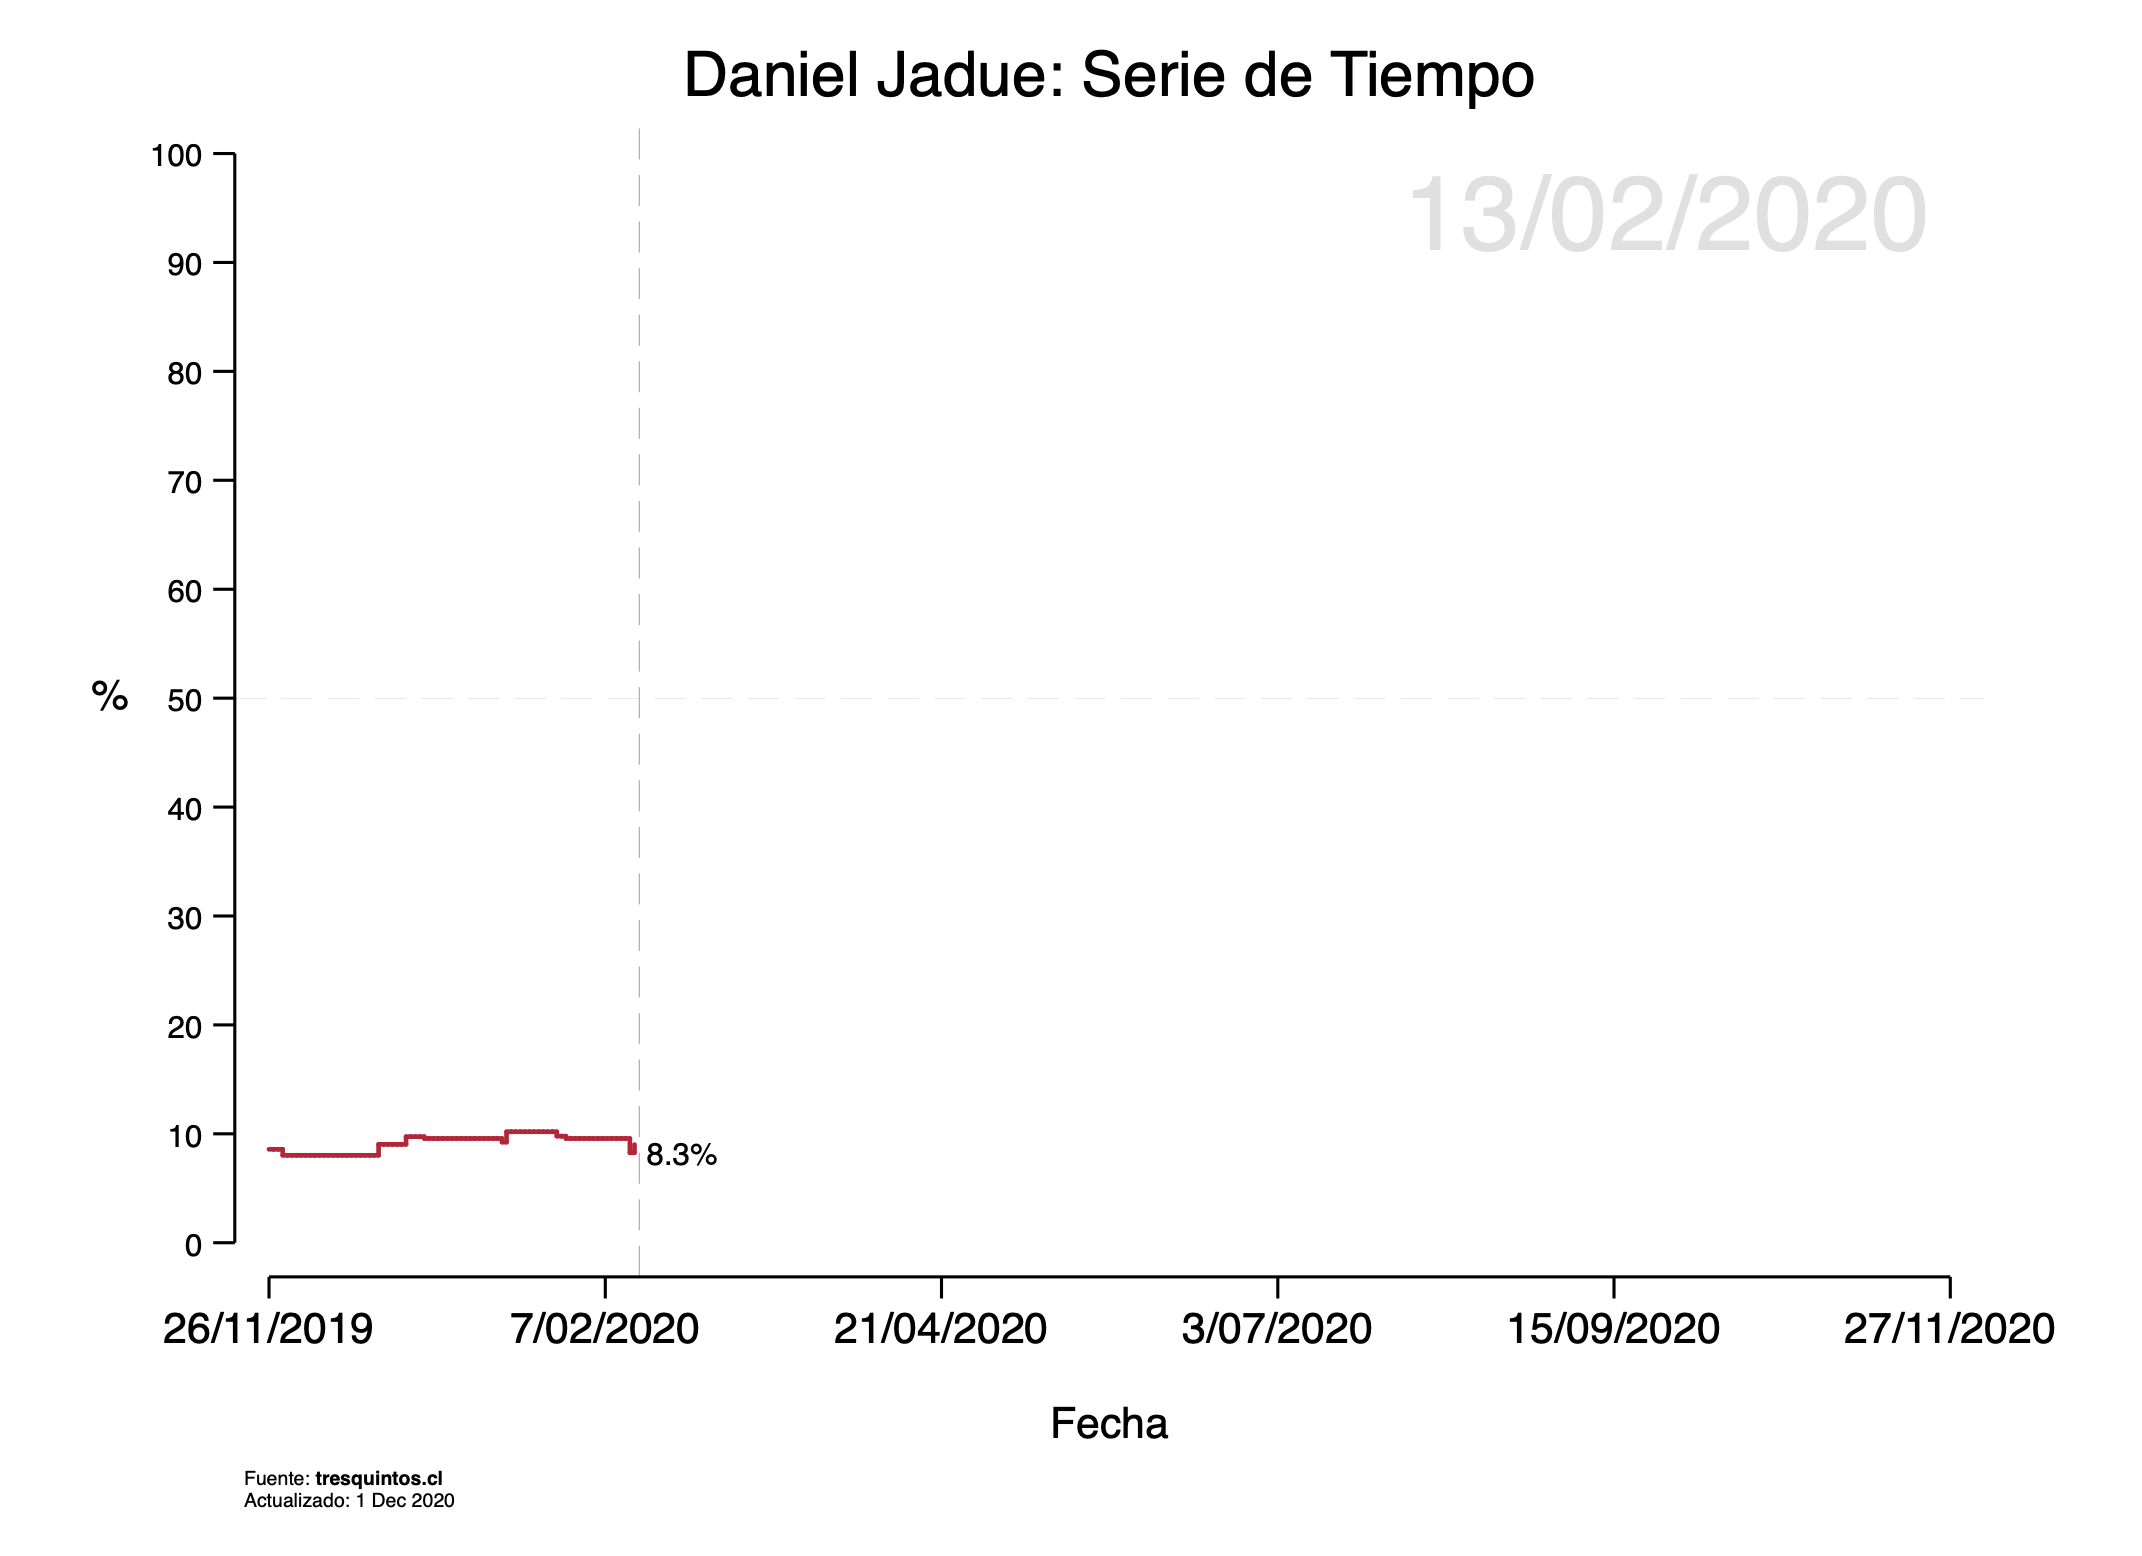 Daniel Jadue: Serie de Tiempo
13/02/2020
100
90
80
70
60
50
40
30
20
10
0
%
8.3%
26/11/2019 7/02/2020 21/04/2020 3/07/2020 15/09/2020 27/11/2020
Fecha
Fuente: tresquintos.cl
Actualizado: 1 Dec 2020